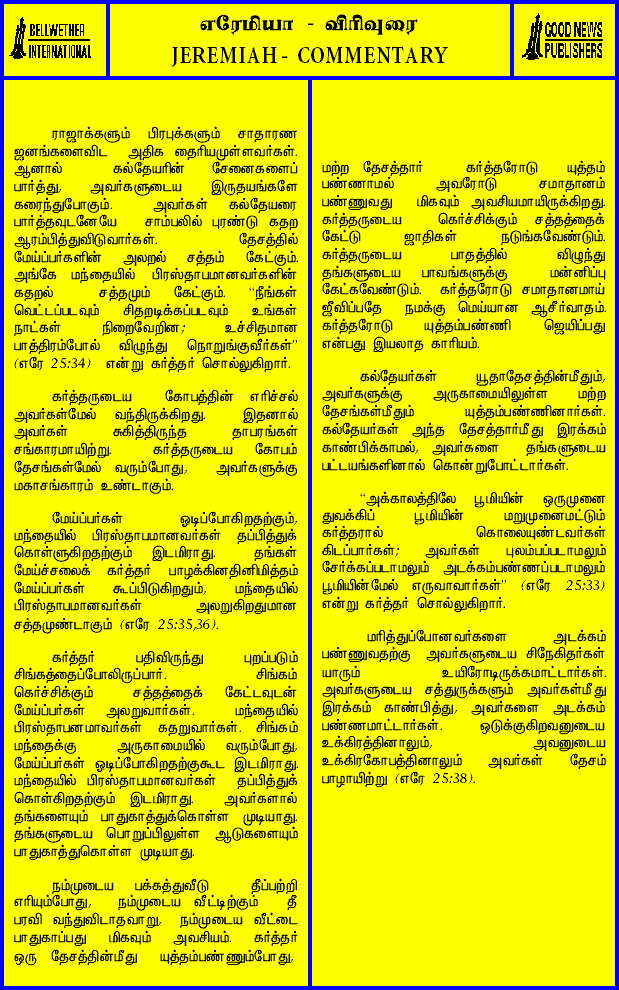 BELLWETHER
INTERNATIONAL
எரேமியா - விரிவுரை
JEREMIAH - COMMENTARY
GOOD NEWS
PUBLISHERS
ராஜாக்களும் பிரபுக்களும் சாதாரண
ஜனங்களைவிட அதிக தைரியமுள்ளவர்கள்.
ஆனால் கல்தேயரின் சேனைகளைப்
பார்த்து, அவர்களுடைய இருதயங்களே
கரைந்துபோகும். அவர்கள் கல்தேயரை
பார்த்தவுடனேயே சாம்பலில் புரண்டு கதற
ஆரம்பித்துவிடுவார்கள். தேசத்தில்
மேய்ப்பர்களின் அலறல் சத்தம் கேட்கும்.
அங்கே மந்தையில் பிரஸ்தாபமானவர்களின்
கதறல் சத்தமும் கேட்கும். “நீங்கள்
வெட்டப்படவும் சிதறடிக்கப்படவும் உங்கள்
நாட்கள் நிறைவேறின; உச்சிதமான
பாத்திரம்போல் விழுந்து நொறுங்குவீர்கள்”
(எரே 25:34) என்று கர்த்தர் சொல்லுகிறார்.
கர்த்தருடைய கோபத்தின் எரிச்சல்
அவர்கள்மேல் வந்திருக்கிறது. இதனால்
அவர்கள் சுகித்திருந்த தாபரங்கள்
சங்காரமாயிற்று. கர்த்தருடைய கோபம்
தேசங்கள்மேல் வரும்போது, அவர்களுக்கு
மகாசங்காரம் உண்டாகும்.
மேய்ப்பர்கள் ஓடிப்போகிறதற்கும்,
மந்தையில் பிரஸ்தாபமானவர்கள் தப்பித்துக்
கொள்ளுகிறதற்கும் இடமிராது. தங்கள்
மேய்ச்சலைக் கர்த்தர் பாழக்கினதினிமித்தம்
மேய்ப்பர்கள் கூப்பிடுகிறதும், மந்தையில்
பிரஸ்தாபமானவர்கள் அலறுகிறதுமான
சத்தமுண்டாகும் (எரே 25:35,36).
கர்த்தர் பதிவிருந்து புறப்படும்
சிங்கத்தைப்போலிருப்பார். சிங்கம்
கெர்ச்சிக்கும் சத்தத்தைக் கேட்டவுடன்
மேய்ப்பர்கள் அலறுவார்கள். மந்தையில்
பிரஸ்தாபனமாவர்கள் கதறுவார்கள். சிங்கம்
மந்தைக்கு அருகாமையில் வரும்போது,
மேய்ப்பர்கள் ஓடிப்போகிறதற்குகூட இடமிராது.
மந்தையில் பிரஸ்தாபமானவர்கள் தப்பித்துக்
கொள்கிறதற்கும் இடமிராது. அவர்களால்
தங்களையும் பாதுகாத்துக்கொள்ள முடியாது.
தங்களுடைய பொறுப்பிலுள்ள ஆடுகளையும்
பாதுகாத்துகொள்ள முடியாது.
நம்முடைய பக்கத்துவீடு தீப்பற்றி
எரியும்போது, நம்முடைய வீட்டிற்கும் தீ
பரவி வந்துவிடாதவாறு, நம்முடைய வீட்டை
பாதுகாப்பது மிகவும் அவசியம். கர்த்தர்
ஒரு தேசத்தின்மீது யுத்தம்பண்ணும்போது,
மற்ற தேசத்தார் கர்த்தரோடு யுத்தம்
பண்ணாமல் அவரோடு சமாதானம்
பண்ணுவது மிகவும் அவசியமாயிருக்கிறது.
கர்த்தருடைய கெர்ச்சிக்கும் சத்தத்தைக்
கேட்டு ஜாதிகள் நடுங்கவேண்டும்.
கர்த்தருடைய பாதத்தில் விழுந்து
தங்களுடைய பாவங்களுக்கு மன்னிப்பு
கேட்கவேண்டும். கர்த்தரோடு சமாதானமாய்
ஜீவிப்பதே நமக்கு மெய்யான ஆசீர்வாதம்.
கர்த்தரோடு யுத்தம்பண்ணி ஜெயிப்பது
என்பது இயலாத காரியம்.
கல்தேயர்கள் யூதாதேசத்தின்மீதும்,
அவர்களுக்கு அருகாமையிலுள்ள மற்ற
தேசங்கள்மீதும் யுத்தம்பண்ணினார்கள்.
கல்தேயர்கள் அந்த தேசத்தார்மீது இரக்கம்
காண்பிக்காமல், அவர்களை தங்களுடைய
பட்டயங்களினால் கொன்றுபோட்டார்கள்.
“அக்காலத்திலே பூமியின் ஒருமுனை
துவக்கிப் பூமியின் மறுமுனைமட்டும்
கர்த்தரால் கொலையுண்டவர்கள்
கிடப்பார்கள்; அவர்கள் புலம்பப்படாமலும்
சேர்க்கப்படாமலும் அடக்கம்பண்ணப்படாமலும்
பூமியின்மேல் எருவாவார்கள்” (எரே 25:33)
என்று கர்த்தர் சொல்லுகிறார்.
மரித்துப்போனவர்களை அடக்கம்
பண்ணுவதற்கு அவர்களுடைய சிநேகிதர்கள்
யாரும் உயிரோடிருக்கமாட்டார்கள்.
அவர்களுடைய சத்துருக்களும் அவர்கள்மீது
இரக்கம் காண்பித்து, அவர்களை அடக்கம்
பண்ணமாட்டார்கள். ஒடுக்குகிறவனுடைய
உக்கிரத்தினாலும், அவனுடைய
உக்கிரகோபத்தினாலும் அவர்கள் தேசம்
பாழாயிற்று (எரே 25:38).